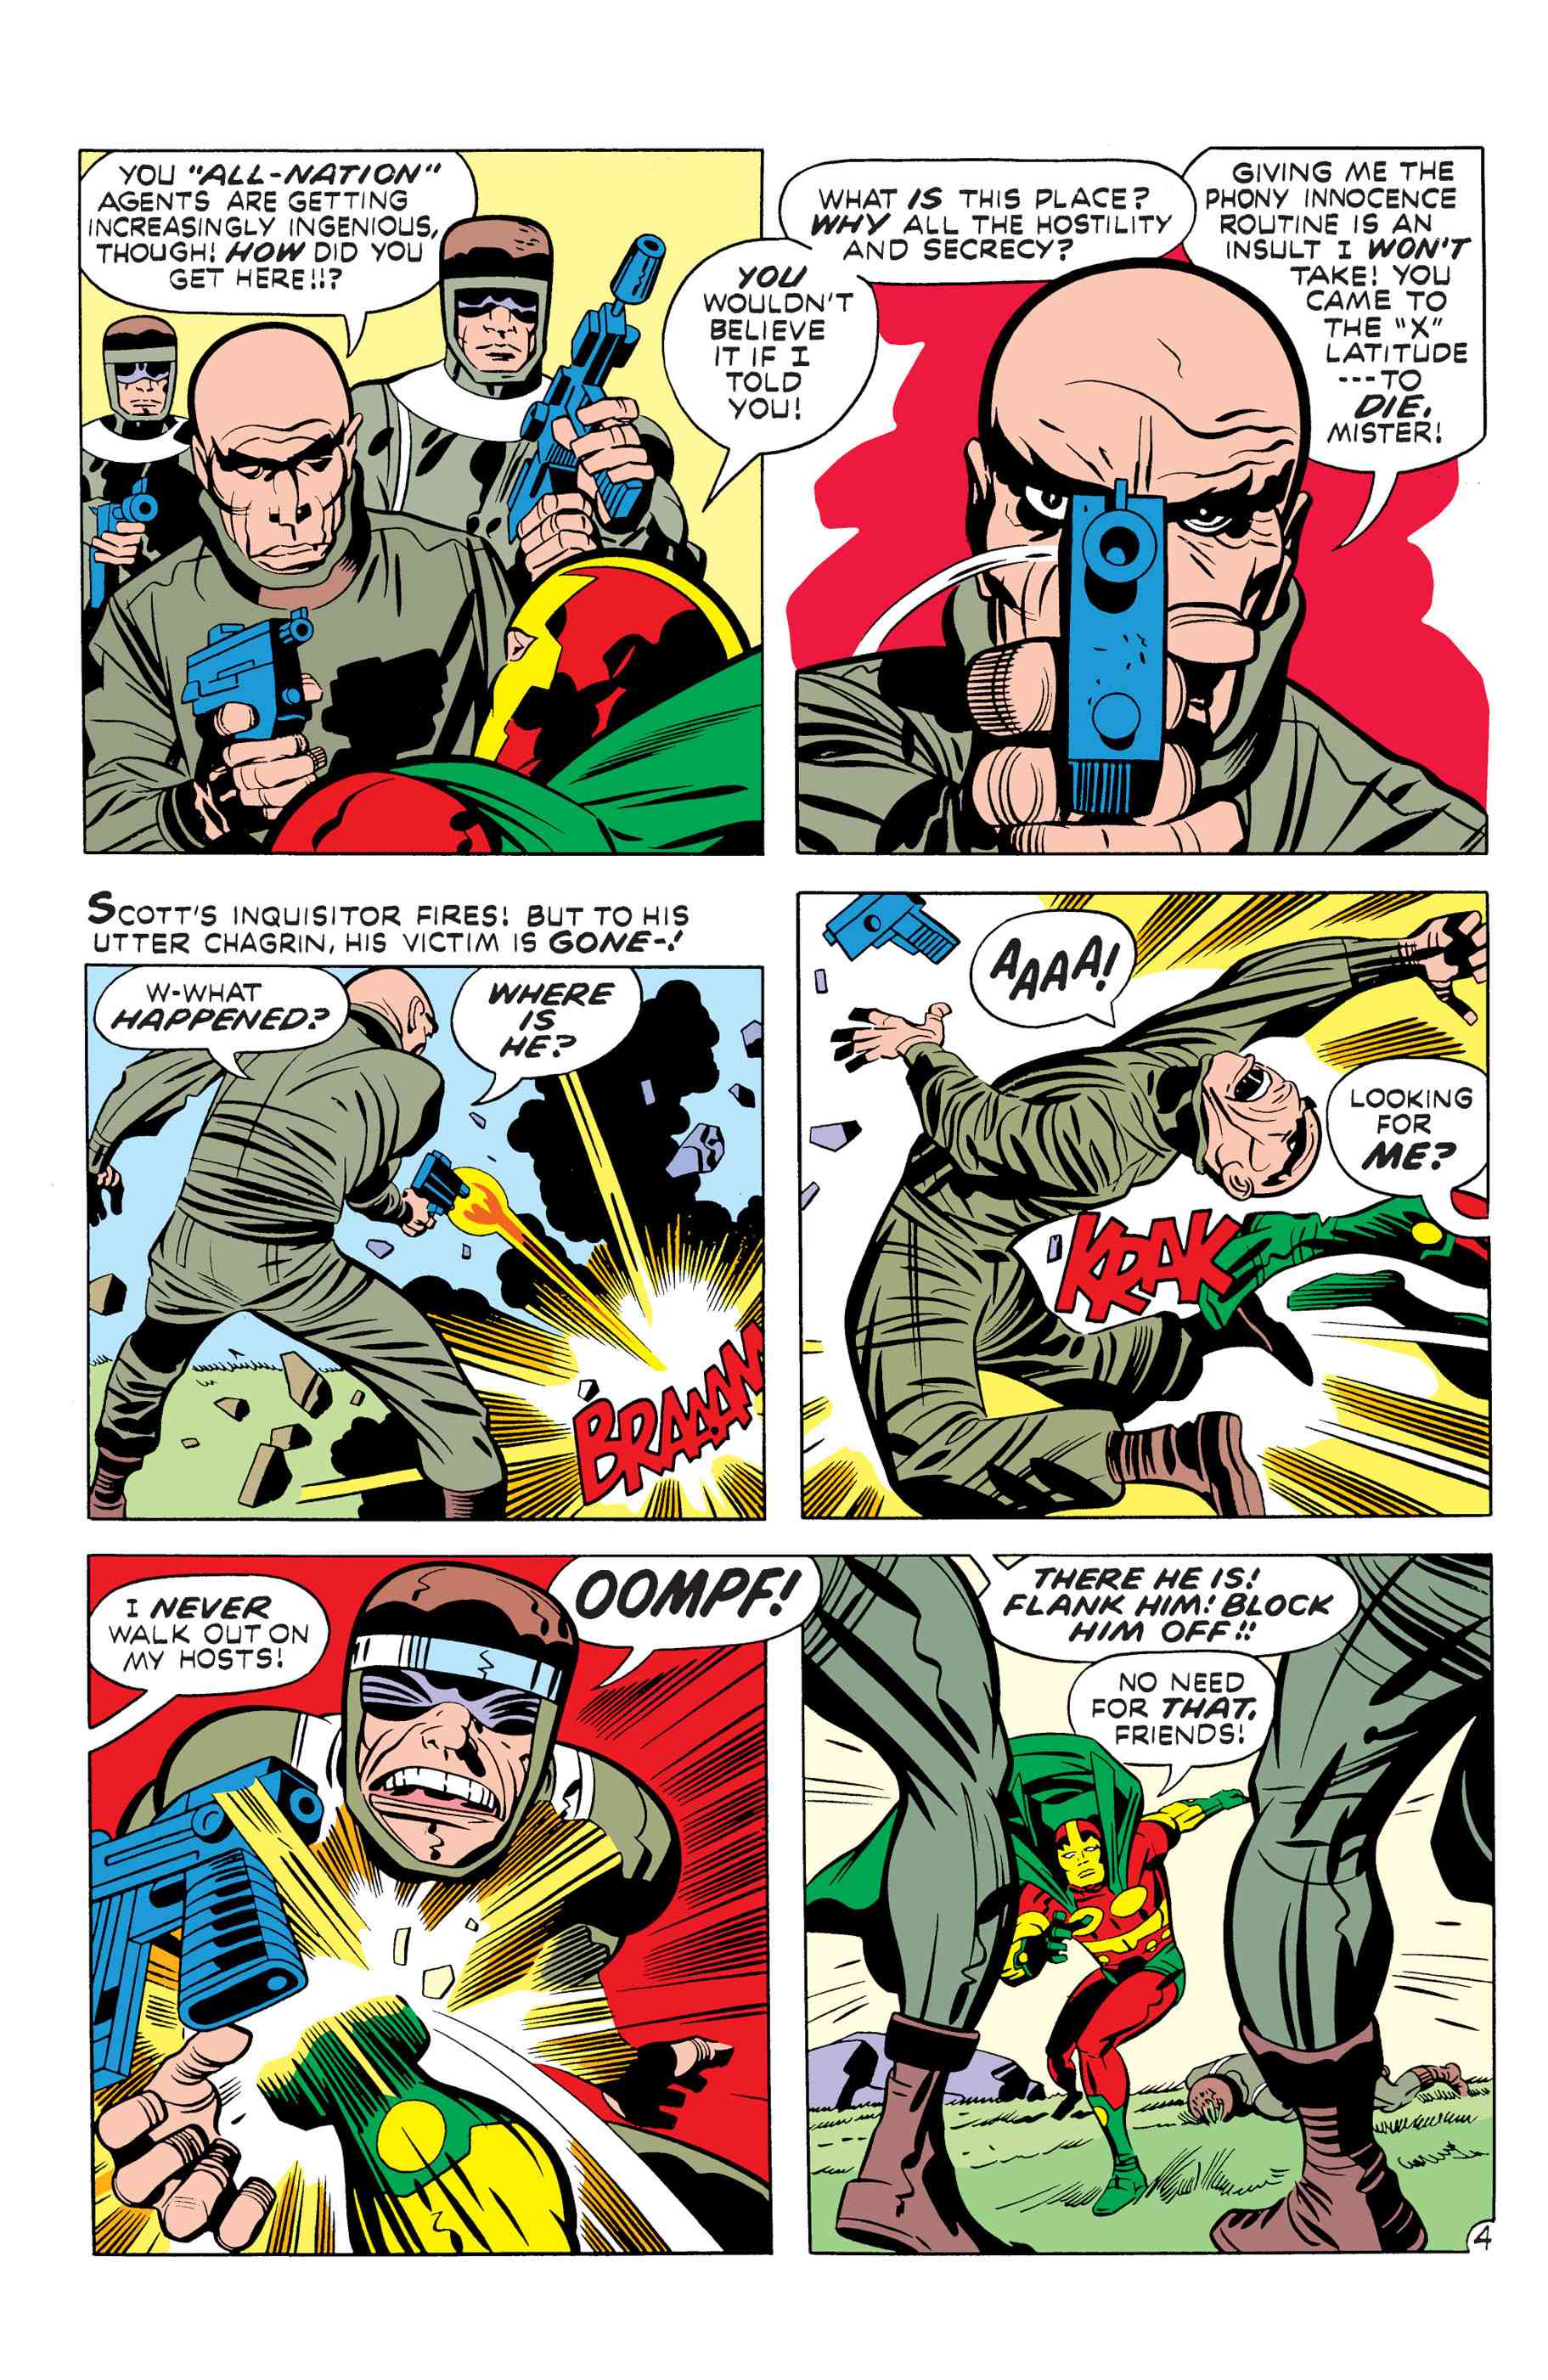 YOU "ALL-NATION"
AGENTS ARE GETTING
INCREASINGLY INGENIOUS,
THOUGH! HOW DID YOU
GET HERE!!?
YOU
WOULDN'T
BELIEVE
IT IF I
TOLD
YOU!
WHAT IS THIS PLACE?
WHY ALL THE HOSTILITY
AND SECRECY?
GIVING ME THE
PHONY INNOCENCE
ROUTINE IS AN
INSULT I WON'T
TAKE! YOU
CAME TO
THE "X"
LATITUDE
---TO
DIE,
MISTER!
SCOTT'S INQUISITOR FIRES! BUT TO HIS
UTTER CHAGRIN, HIS VICTIM IS GONE-!
W-WHAT
HAPPENED?
WHERE
IS
HE?
BRAAAM
AAAA!
LOOKING
FOR
ME?
KRAK
I NEVER
WALK OUT ON
MY HOSTS!
OOMPF!
THERE HE IS!
FLANK HIM! BLOCK
HIM OFF!!
NO NEED
FOR THAT,
FRIENDS!
4